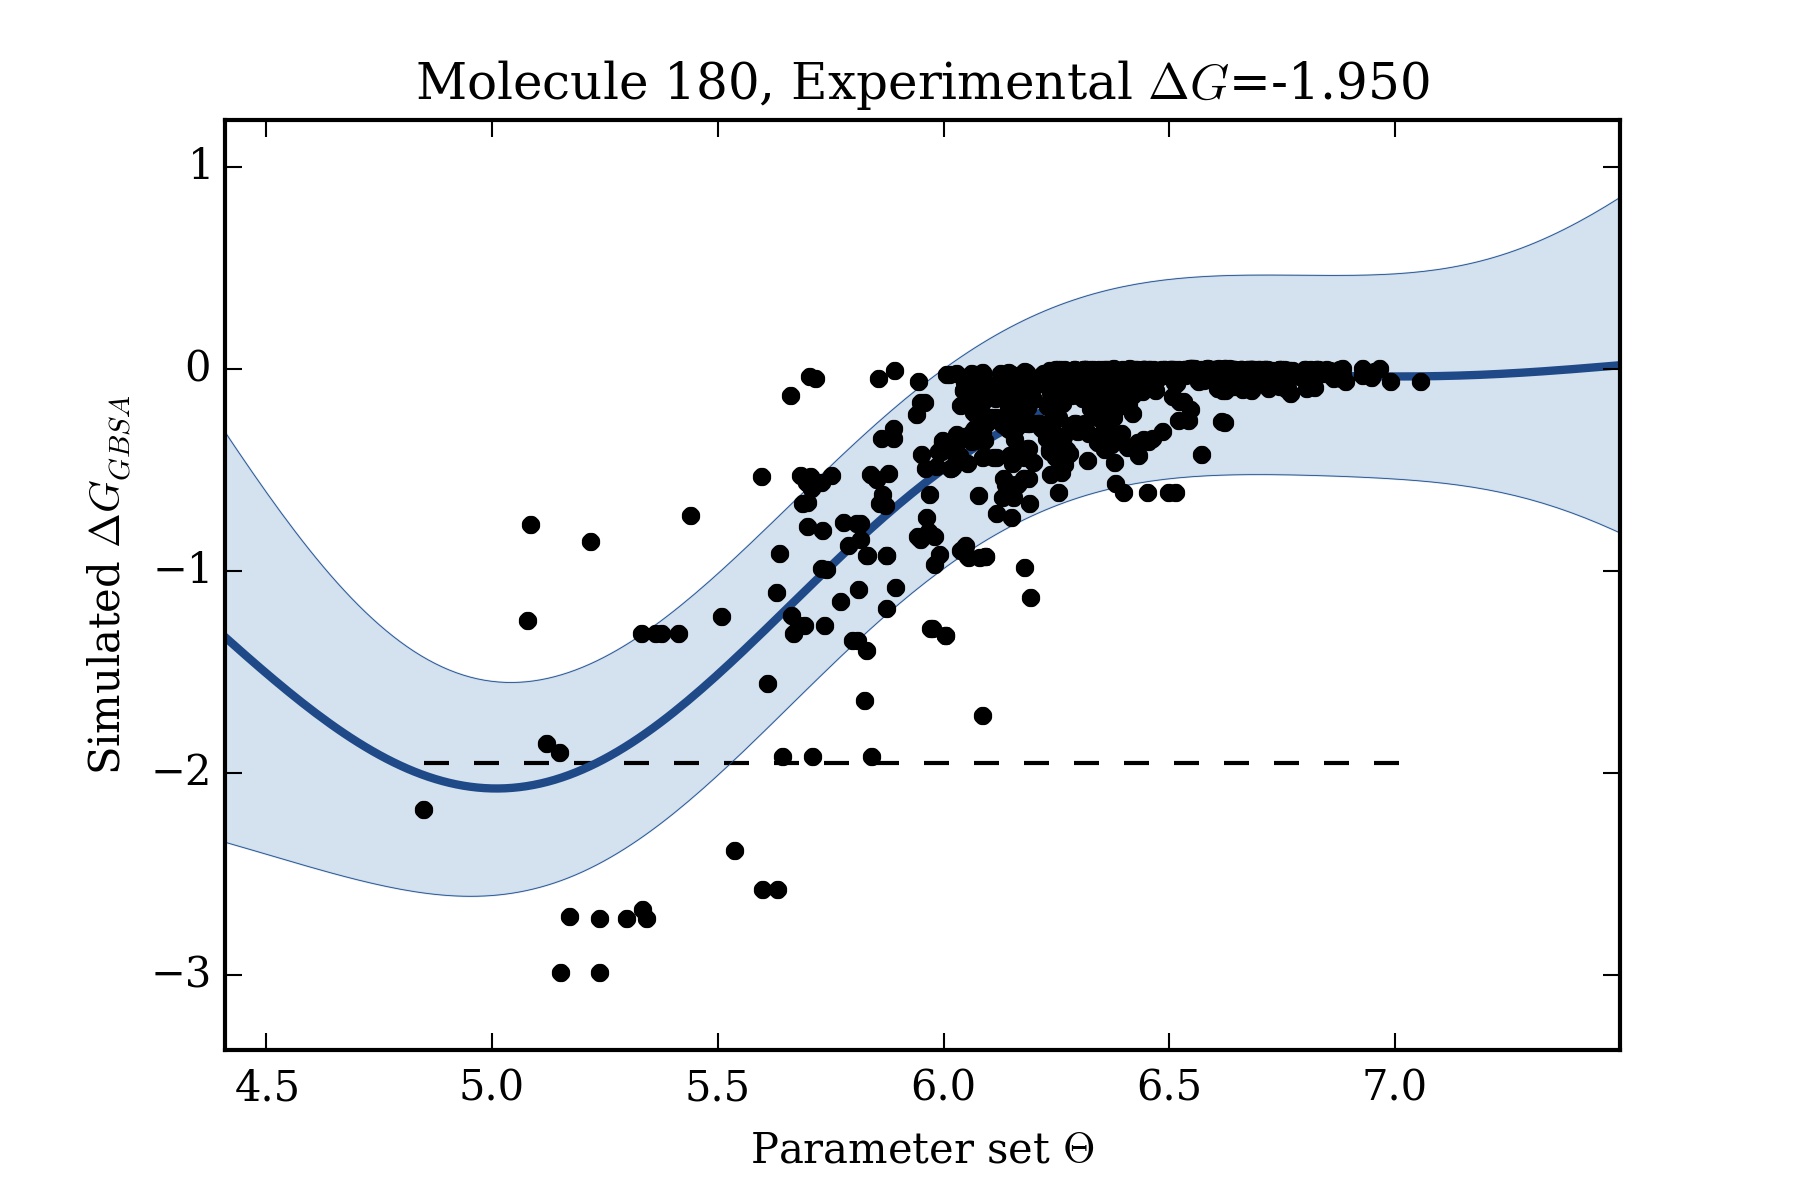 Molecule 180, Experimental ΔG=-1.950
1
0
−1
−2
−3
Simulated ΔG_GBSA
4.5 5.0 5.5 6.0 6.5 7.0
Parameter set Θ